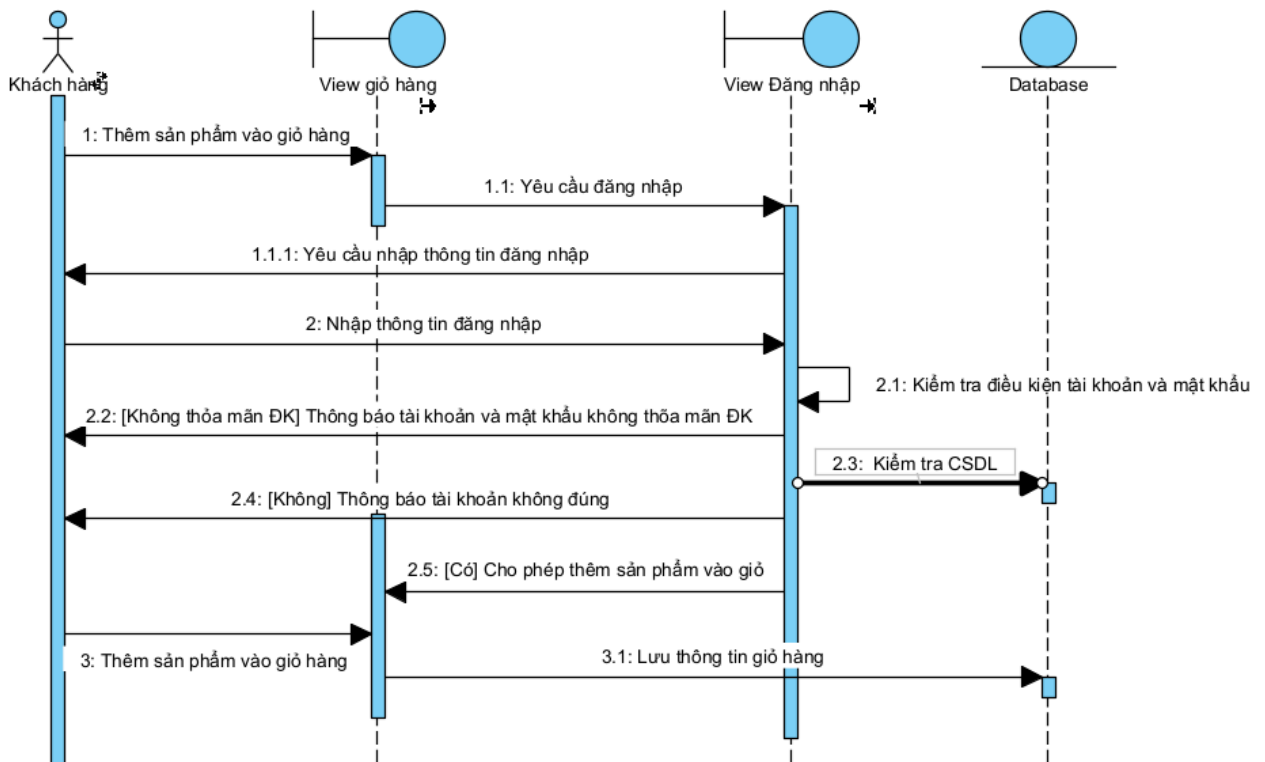 Khách hàng
View giỏ hàng
View Đăng nhập
Database
1: Thêm sản phẩm vào giỏ hàng
1.1: Yêu cầu đăng nhập
1.1.1: Yêu cầu nhập thông tin đăng nhập
2: Nhập thông tin đăng nhập
2.1: Kiểm tra điều kiện tài khoản và mật khẩu
2.2: [Không thỏa mãn ĐK] Thông báo tài khoản và mật khẩu không thõa mãn ĐK
2.3: Kiểm tra CSDL
2.4: [Không] Thông báo tài khoản không đúng
2.5: [Có] Cho phép thêm sản phẩm vào giỏ
3: Thêm sản phẩm vào giỏ hàng
3.1: Lưu thông tin giỏ hàng